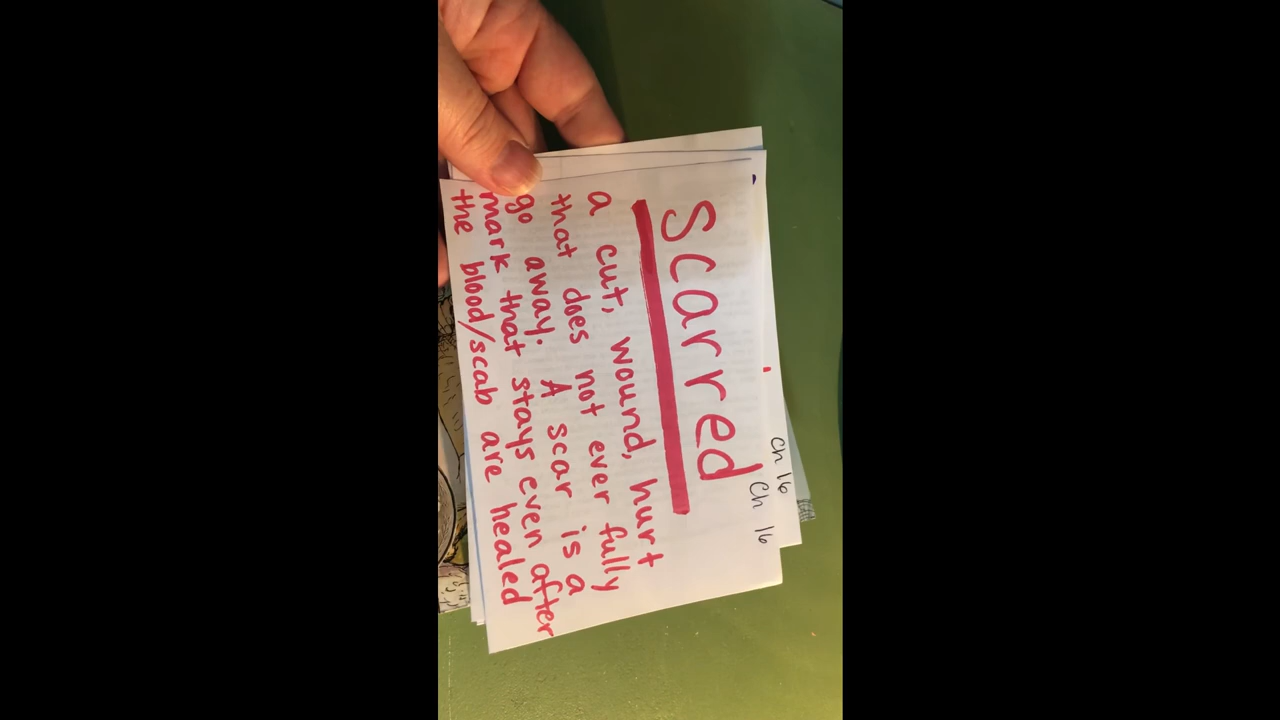 Ch 16
Ch 16
Scarred
a cut, wound, hurt
that does not ever fully
go away. A scar is a
mark that stays even after
the blood/scab are healed